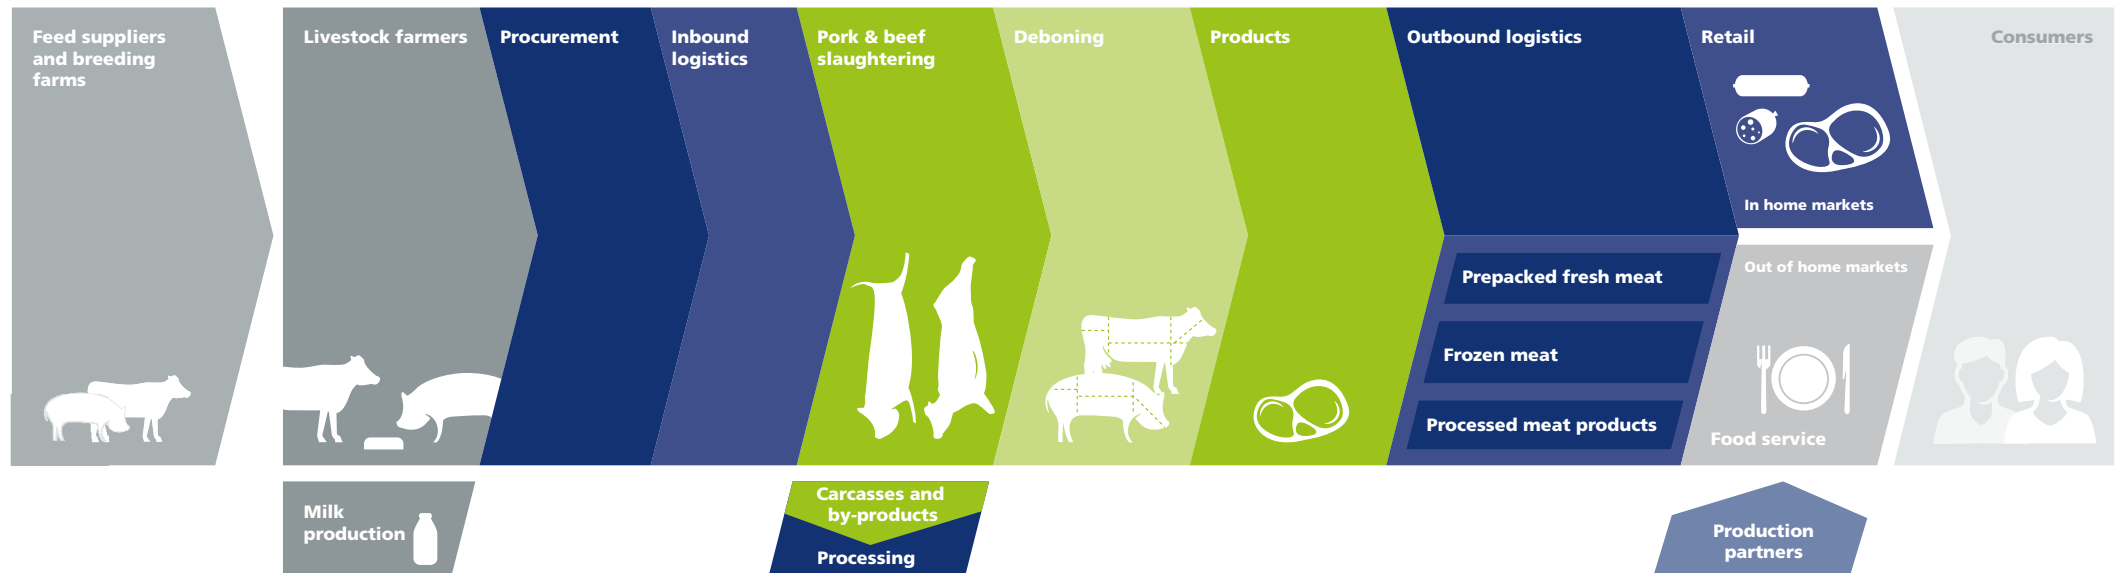 Feed suppliers
and breeding
farms
Livestock farmers
Procurement
Inbound
logistics
Pork & beef
slaughtering
Deboning
Products
Outbound logistics
Retail
In home markets
Consumers
Prepacked fresh meat
Frozen meat
Processed meat products
Out of home markets
Food service
Milk
production
Carcasses and
by-products
Processing
Production
partners